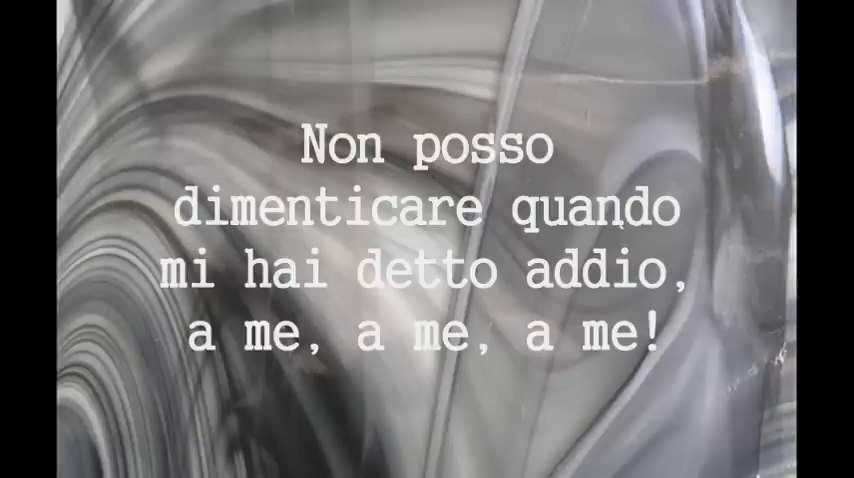 Non posso
dimenticare quando
mi hai detto addio,
a me, a me, a me!